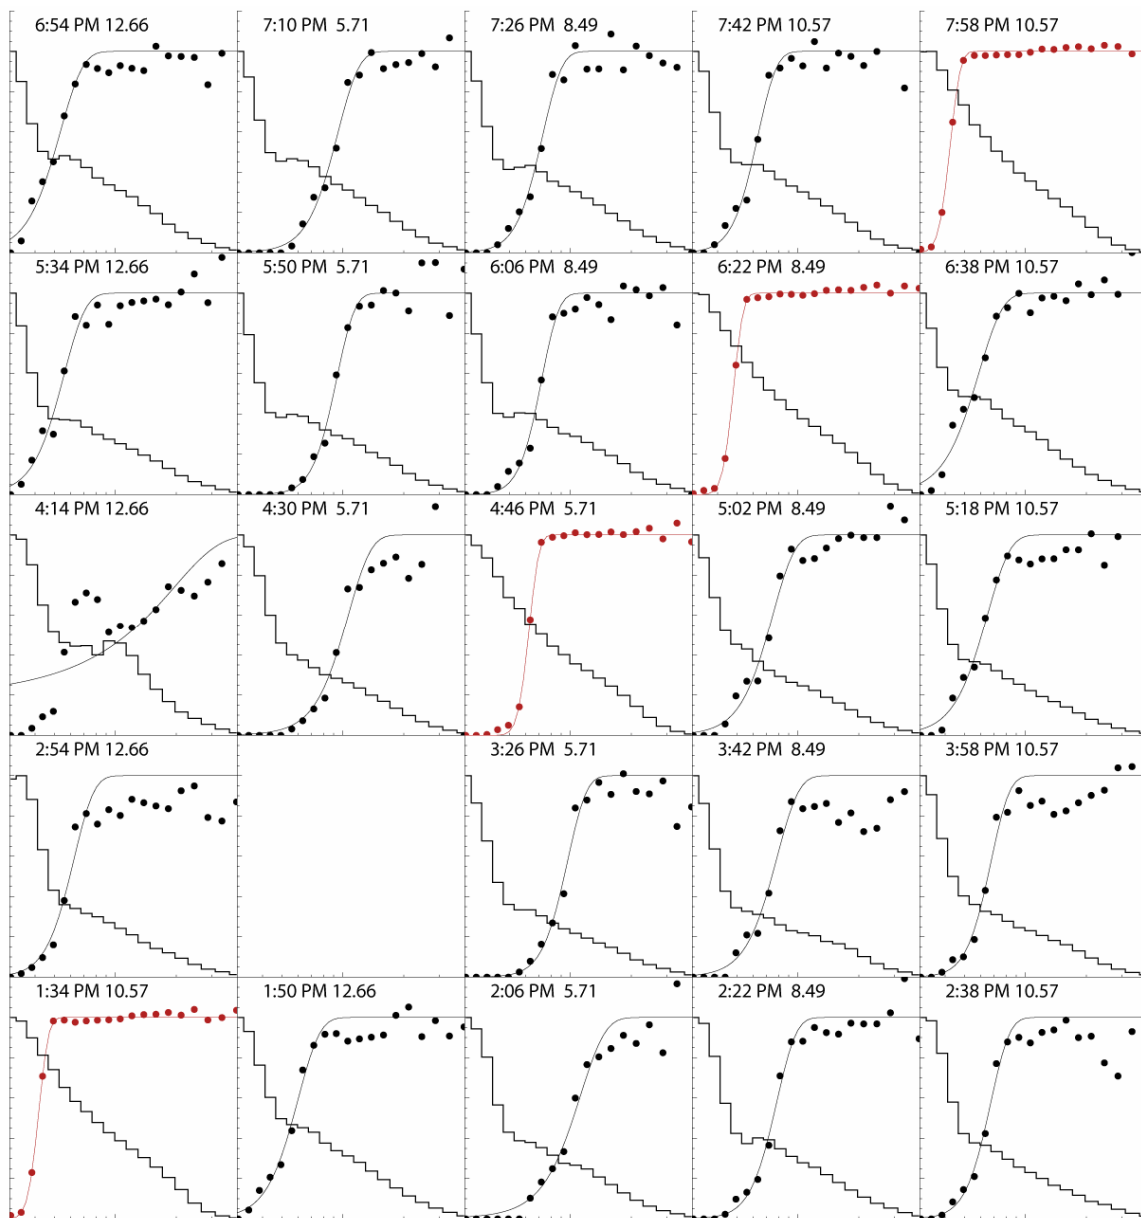 6:54 PM 12.66
7:10 PM 5.71
7:26 PM 8.49
7:42 PM 10.57
7:58 PM 10.57
5:34 PM 12.66
5:50 PM 5.71
6:06 PM 8.49
6:22 PM 8.49
6:38 PM 10.57
4:14 PM 12.66
4:30 PM 5.71
4:46 PM 5.71
5:02 PM 8.49
5:18 PM 10.57
2:54 PM 12.66
3:26 PM 5.71
3:42 PM 8.49
3:58 PM 10.57
1:34 PM 10.57
1:50 PM 12.66
2:06 PM 5.71
2:22 PM 8.49
2:38 PM 10.57